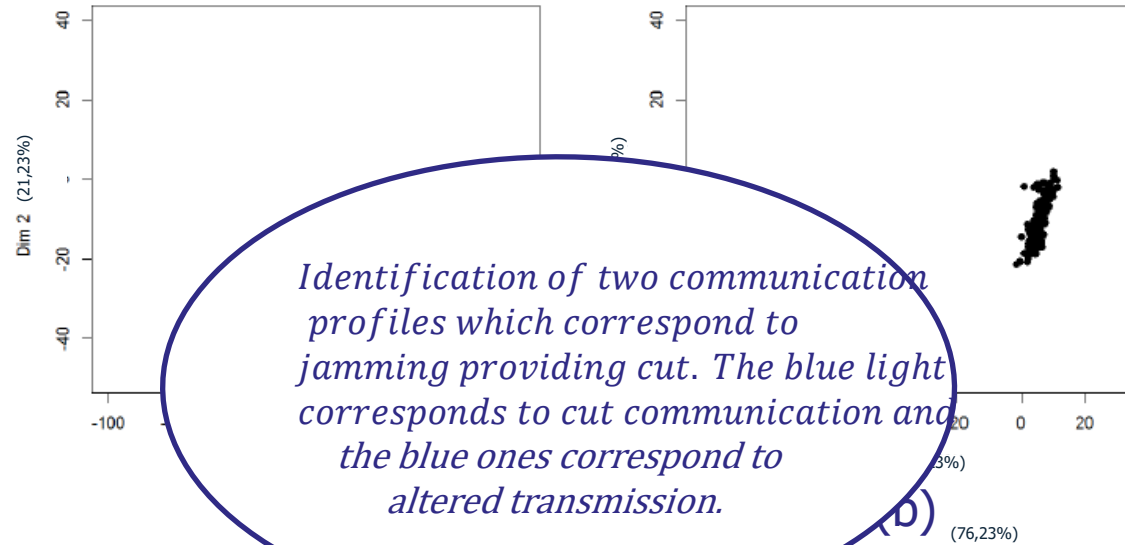 40
20
-20
-40
Dim 2 (21,23%)
-100
40
20
-20
-40
%)
20
0
20
3%)
Identification of two communication
profiles which correspond to
jamming providing cut. The blue light
corresponds to cut communication and
the blue ones correspond to
altered transmission.
(b)
(76,23%)